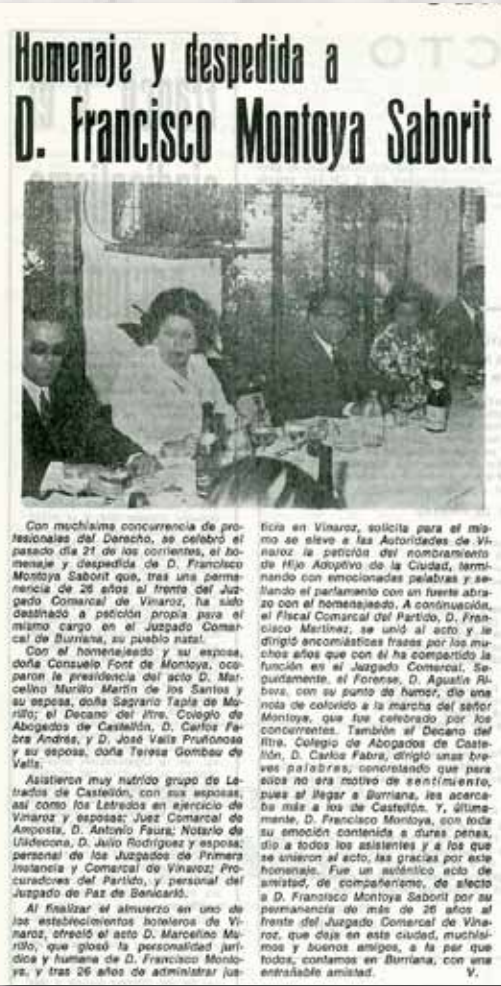 Homenaje y despedida a
D. Francisco Montoya Saborit
Con muchísima concurrencia de pro-
fesionales del Derecho, se celebró el
pasado día 21 de los corrientes, el ho-
menaje y despedida de D. Francisco
Montoya Saborit que, tras una perma-
nencia de 26 años al frente del Juz-
gado Comarcal de Vinaroz, ha sido
destinado a petición propia para el
mismo cargo en el Juzgado Comar-
cal de Burriana, su pueblo natal.
Con el homenajeado y su esposa,
doña Consuelo Font de Montoya, ocu-
paron la presidencia del acto D. Mar-
celino Murillo Martín de los Santos y
su esposa, doña Sagrario Tapia de Mu-
rillo; el Decano del Iltre. Colegio de
Abogados de Castellón, D. Carlos Fa-
bra Andrés, y D. José Valls Pruñonosa
y su esposa, doña Teresa Gombau de
Valls.
Asistieron muy nutrido grupo de Le-
trados de Castellón, con sus esposas,
así como los Letrados en ejercicio de
Vinaroz y esposas; Juez Comarcal de
Amposta, D. Antonio Faura; Notario de
Ulldecona, D. Julio Rodríguez y esposa;
personal de los Juzgados de Primera
Instancia y Comarcal de Vinaroz; Pro-
curadores del Partido, y personal del
Juzgado de Paz de Benicarló.
Al finalizar el almuerzo en uno de
los establecimientos hoteleros de Vi-
naroz, ofreció el acto D. Marcelino Mu-
rillo, que glosó la personalidad jurí-
dica y humana de D. Francisco Monto-
ya, y tras 26 años de administrar jus-
ticia en Vinaroz, solicita para el mis-
mo se eleve a las Autoridades de Vi-
naroz la petición del nombramiento
de Hijo Adoptivo de la Ciudad, termi-
nando con emocionadas palabras y se-
llando el parlamento con un fuerte abra-
zo con el homenajeado. A continuación,
el Fiscal Comarcal del Partido, D. Fran-
cisco Martínez, se unió al acto y le
dirigió encomiásticas frases por los mu-
chos años que con él ha compartido la
función en el Juzgado Comarcal. Se-
guidamente, el Forense, D. Agustín Ri-
bera, con su punto de humor, dio una
nota de colorido a la marcha del señor
Montoya, que fue celebrado por los
concurrentes. También el Decano del
Iltre. Colegio de Abogados de Caste-
llón, D. Carlos Fabra, dirigió unas bre-
ves palabras, concretando que para
ellos no era motivo de sentimiento,
pues al llegar a Burriana, les acerca-
ba más a los de Castellón. Y, última-
mente, D. Francisco Montoya, con toda
su emoción contenida a duras penas,
dio a todos los asistentes y a los que
se unieron al acto, las gracias por este
homenaje. Fue un auténtico acto de
amistad, de compañerismo, de afecto
a D. Francisco Montoya Saborit por su
permanencia de más de 26 años al
frente del Juzgado Comarcal de Vina-
roz, que deja en esta ciudad, muchísi-
mos y buenos amigos, a la par que
todos, contamos en Burriana, con una
entrañable amistad. V.